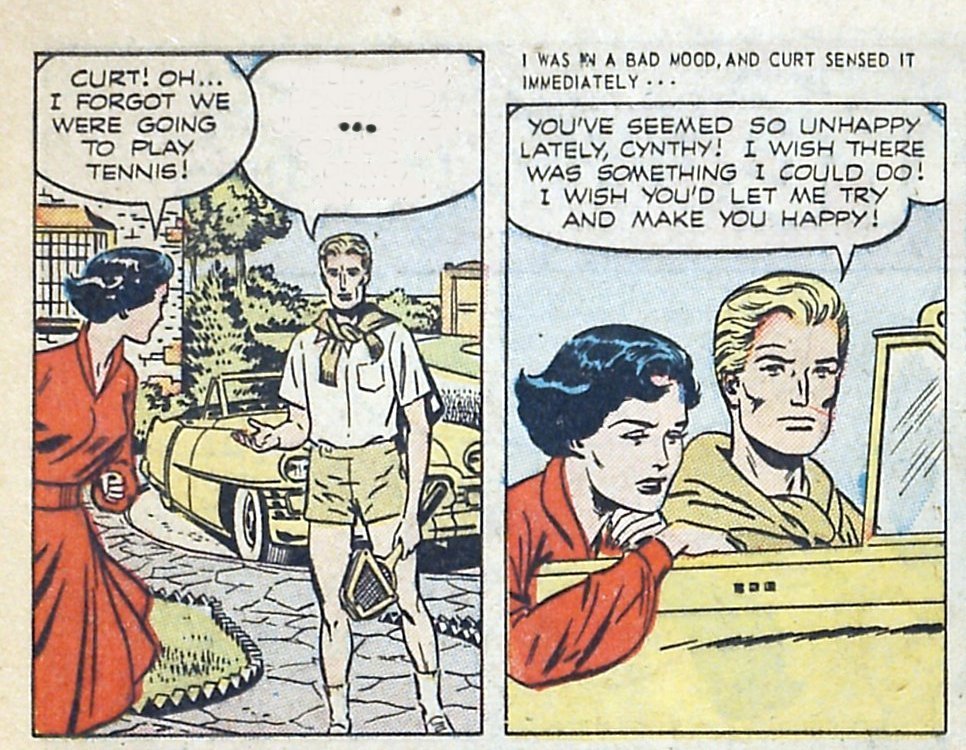 CURT! OH...
I FORGOT WE
WERE GOING
TO PLAY
TENNIS!
...
I WAS IN A BAD MOOD, AND CURT SENSED IT
IMMEDIATELY ...
YOU'VE SEEMED SO UNHAPPY
LATELY, CYNTHY! I WISH THERE
WAS SOMETHING I COULD DO!
I WISH YOU'D LET ME TRY
AND MAKE YOU HAPPY!